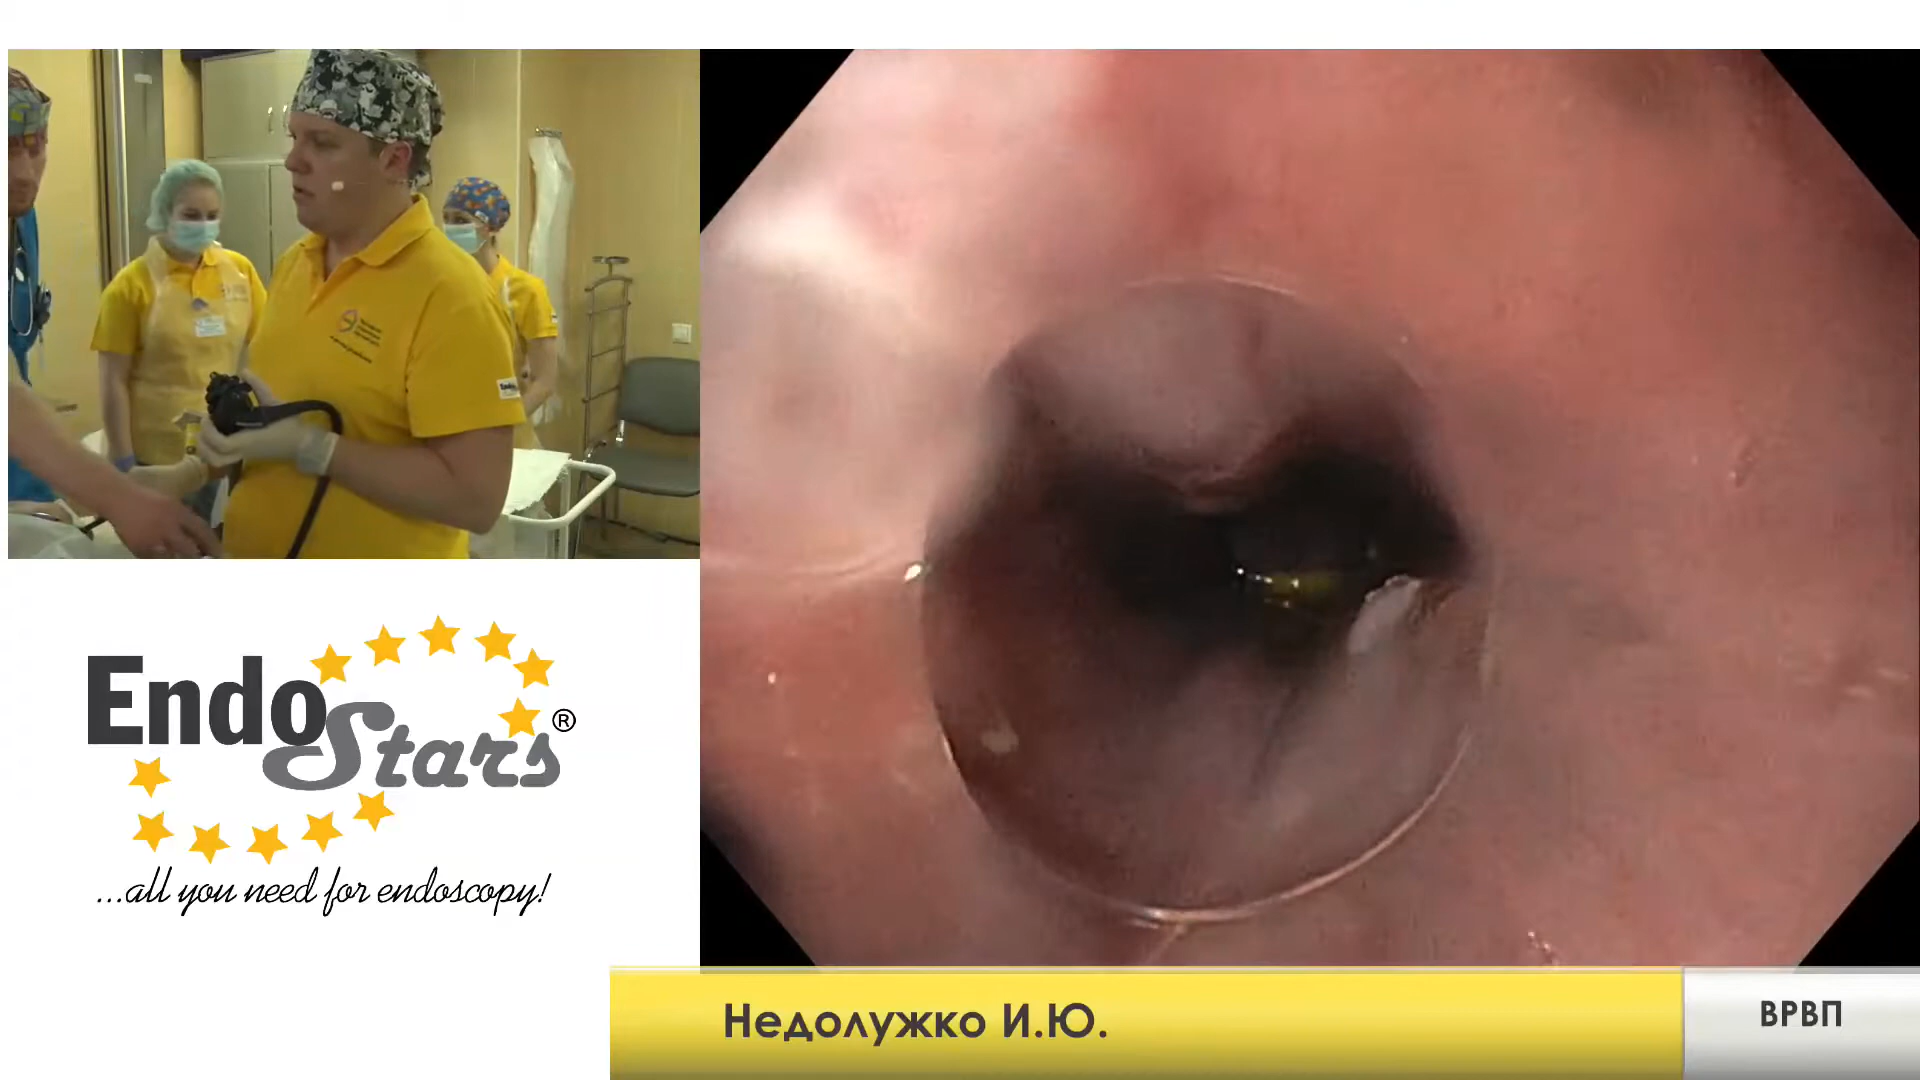 Endo
Stars®
...all you need for endoscopy!
Недолужко И.Ю.
ВРВП